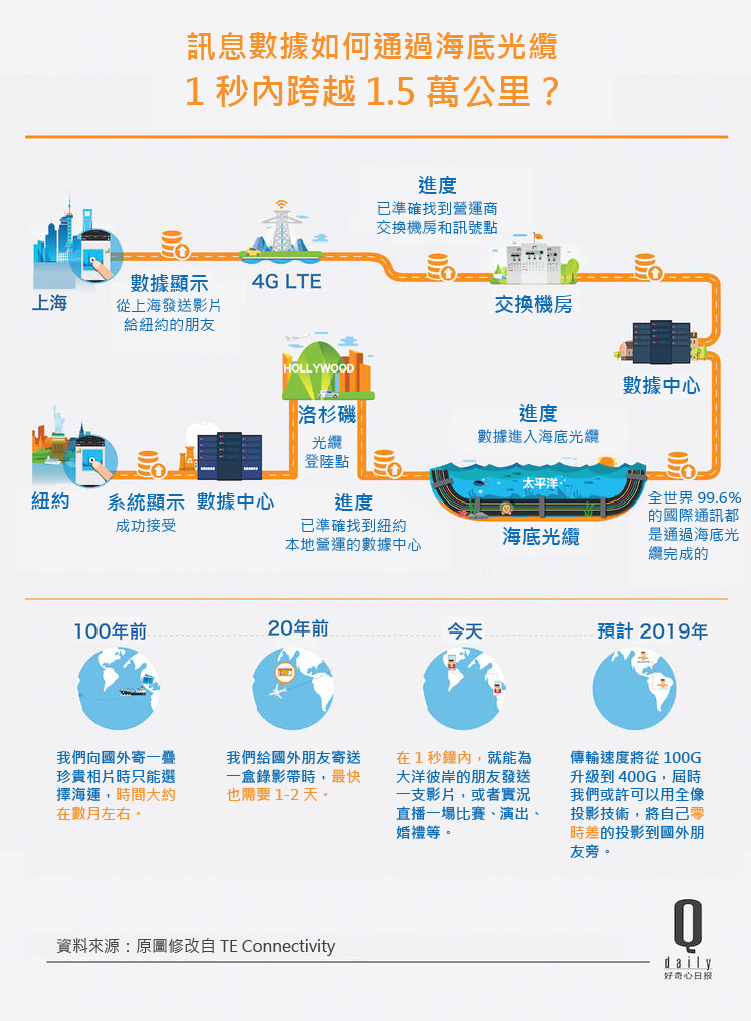 訊息數據如何通過海底光纜
1 秒內跨越 1.5 萬公里？
進度
已準確找到營運商
交換機房和訊號點
上海
數據顯示
從上海發送影片
給紐約的朋友
4G LTE
交換機房
數據中心
HOLLYWOOD
洛杉磯
光纜
登陸點
進度
數據進入海底光纜
太平洋
紐約
系統顯示
成功接受
數據中心
進度
已準確找到紐約
本地營運的數據中心
海底光纜
全世界 99.6%
的國際通訊都
是通過海底光
纜完成的
100年前
20年前
今天
預計 2019年
我們向國外寄一疊
珍貴相片時只能選
擇海運，時間大約
在數月左右。
我們給國外朋友寄送
一盒錄影帶時，最快
也需要 1-2 天。
在 1 秒鐘內，就能為
大洋彼岸的朋友發送
一支影片，或者實況
直播一場比賽、演出、
婚禮等。
傳輸速度將從 100G
升級到 400G，屆時
我們或許可以用全像
投影技術，將自己零
時差的投影到國外朋
友旁。
資料來源：原圖修改自 TE Connectivity
Q
daily
好奇心日报